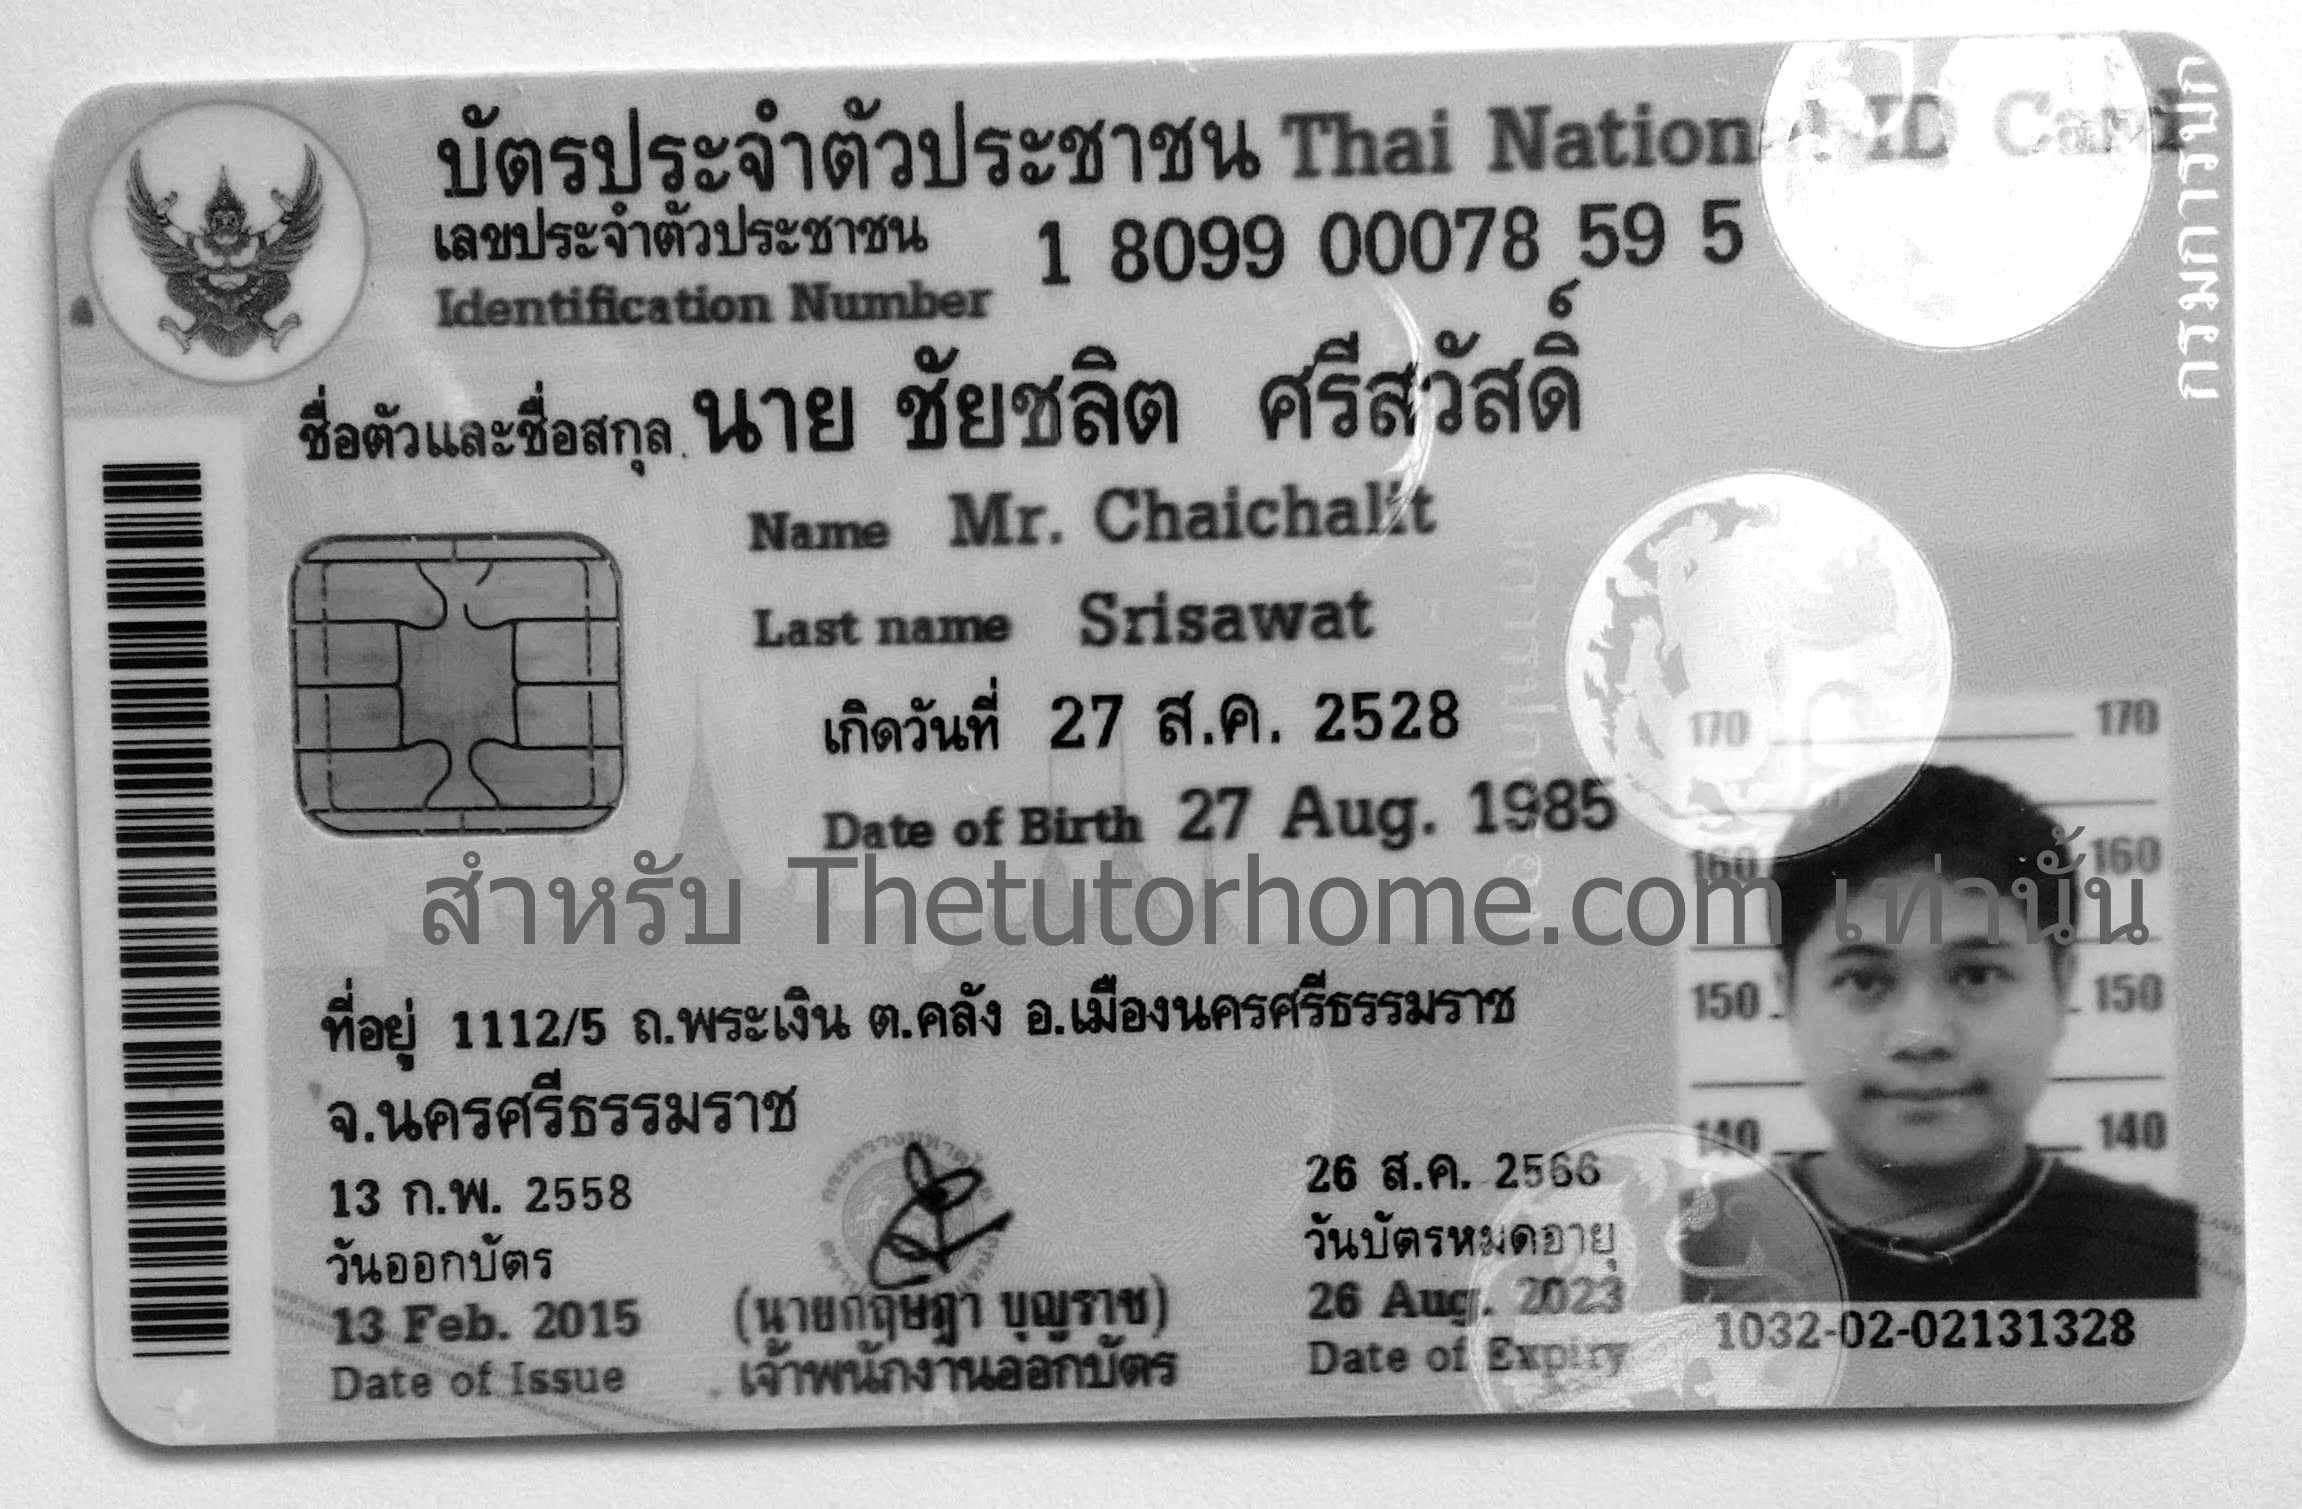 บัตรประจำตัวประชาชน Thai National ID Card
เลขประจำตัวประชาชน 1 8099 00078 59 5
Identification Number
ชื่อตัวและชื่อสกุล นาย ชัยชลิต ศรีสวัสดิ์
Name Mr. Chaichalit
Last name Srisawat
เกิดวันที่ 27 ส.ค. 2528
Date of Birth 27 Aug. 1985
สำหรับ Thetutorhome.com เท่านั้น
ที่อยู่ 1112/5 ถ.พระเงิน ต.คลัง อ.เมืองนครศรีธรรมราช
จ.นครศรีธรรมราช
13 ก.พ. 2558
วันออกบัตร
13 Feb. 2015
Date of Issue
(นายกฤษฎา บุญราช)
เจ้าพนักงานออกบัตร
26 ส.ค. 2566
วันบัตรหมดอายุ
26 Aug. 2023
Date of Expiry
170 170
160 160
150 150
140 140
1032-02-02131328